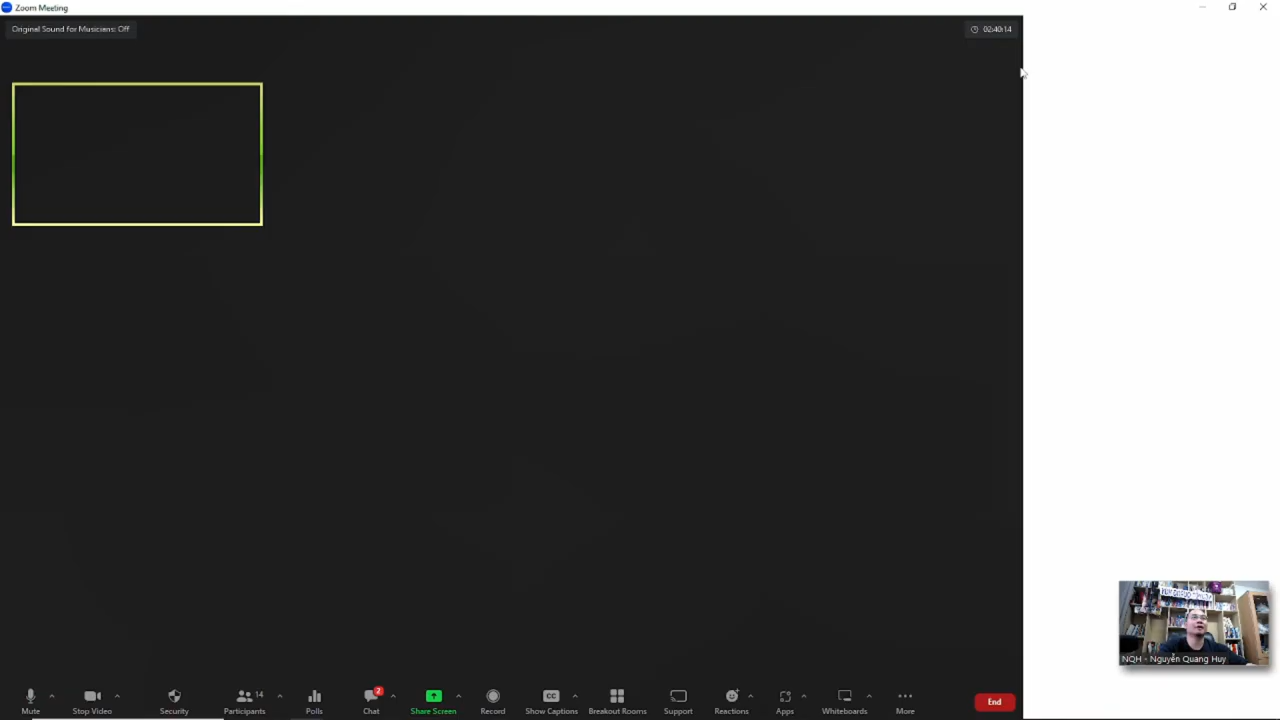 Zoom Meeting
Original Sound for Musicians: Off
02:40:14
NQH - Nguyễn Quang Huy
Mute
Stop Video
Security
14
Participants
Polls
2
Chat
Share Screen
Record
CC
Show Captions
Breakout Rooms
Support
Reactions
Apps
Whiteboards
More
End